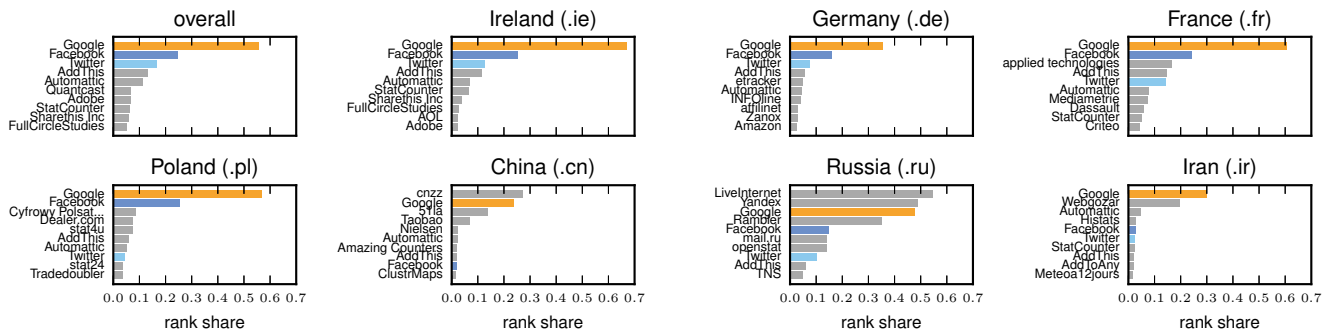 overall
Google
Facebook
Twitter
AddThis
Automattic
Quantcast
Adobe
StatCounter
Sharethis Inc
FullCircleStudies
Ireland (.ie)
Google
Facebook
Twitter
AddThis
Automattic
StatCounter
Sharethis Inc
FullCircleStudies
AOL
Adobe
Germany (.de)
Google
Facebook
Twitter
AddThis
etracker
Automattic
INFOline
affilinet
Zanox
Amazon
France (.fr)
Google
Facebook
applied technologies
AddThis
Twitter
Automattic
Mediametrie
Dassault
StatCounter
Criteo
Poland (.pl)
Google
Facebook
Cyfrowy Polsat...
Dealer.com
stat4u
AddThis
Automattic
Twitter
stat24
Tradedoubler
0.0 0.1 0.2 0.3 0.4 0.5 0.6 0.7
rank share
China (.cn)
cnzz
Google
51la
Taobao
Nielsen
Automattic
Amazing Counters
AddThis
Facebook
ClustrMaps
0.0 0.1 0.2 0.3 0.4 0.5 0.6 0.7
rank share
Russia (.ru)
LiveInternet
Yandex
Google
Rambler
Facebook
mail.ru
openstat
Twitter
AddThis
TNS
0.0 0.1 0.2 0.3 0.4 0.5 0.6 0.7
rank share
Iran (.ir)
Google
Webgozar
Automattic
Histats
Facebook
Twitter
StatCounter
AddThis
AddToAny
Meteoa12jours
0.0 0.1 0.2 0.3 0.4 0.5 0.6 0.7
rank share